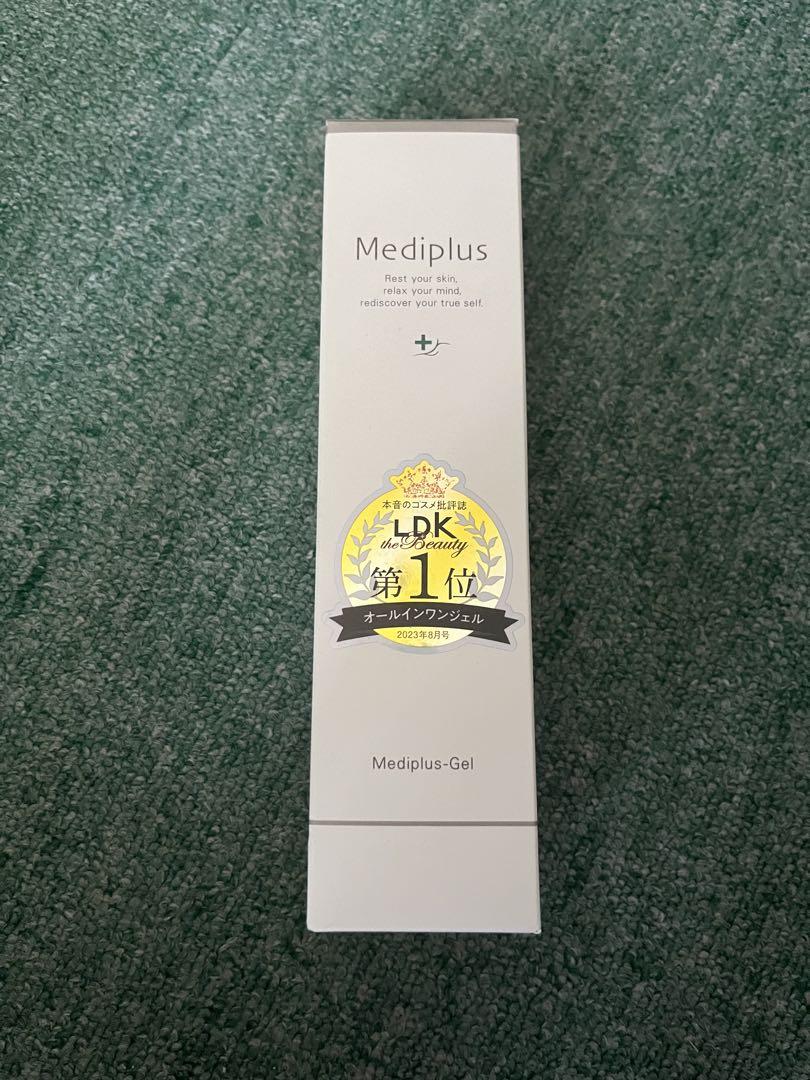 Mediplus
Rest your skin,
relax your mind,
rediscover your true self.
本音のコスメ批評誌
LDK
the Beauty
第1位
オールインワンジェル
2023年8月号
Mediplus-Gel